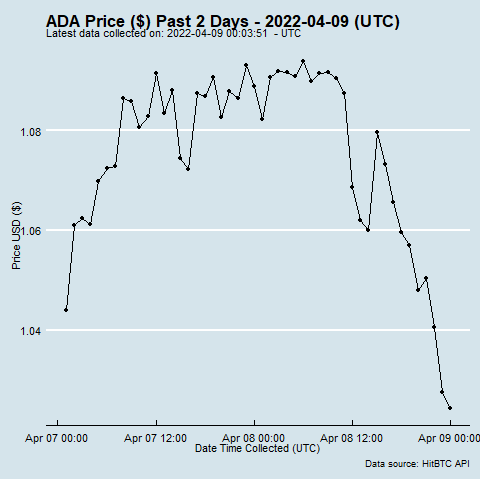 ADA Price ($) Past 2 Days - 2022-04-09 (UTC)
Latest data collected on: 2022-04-09 00:03:51  - UTC
Price USD ($)
1.08
1.06
1.04
Apr 07 00:00 Apr 07 12:00 Apr 08 00:00 Apr 08 12:00 Apr 09 00:00
Date Time Collected (UTC)
Data source: HitBTC API